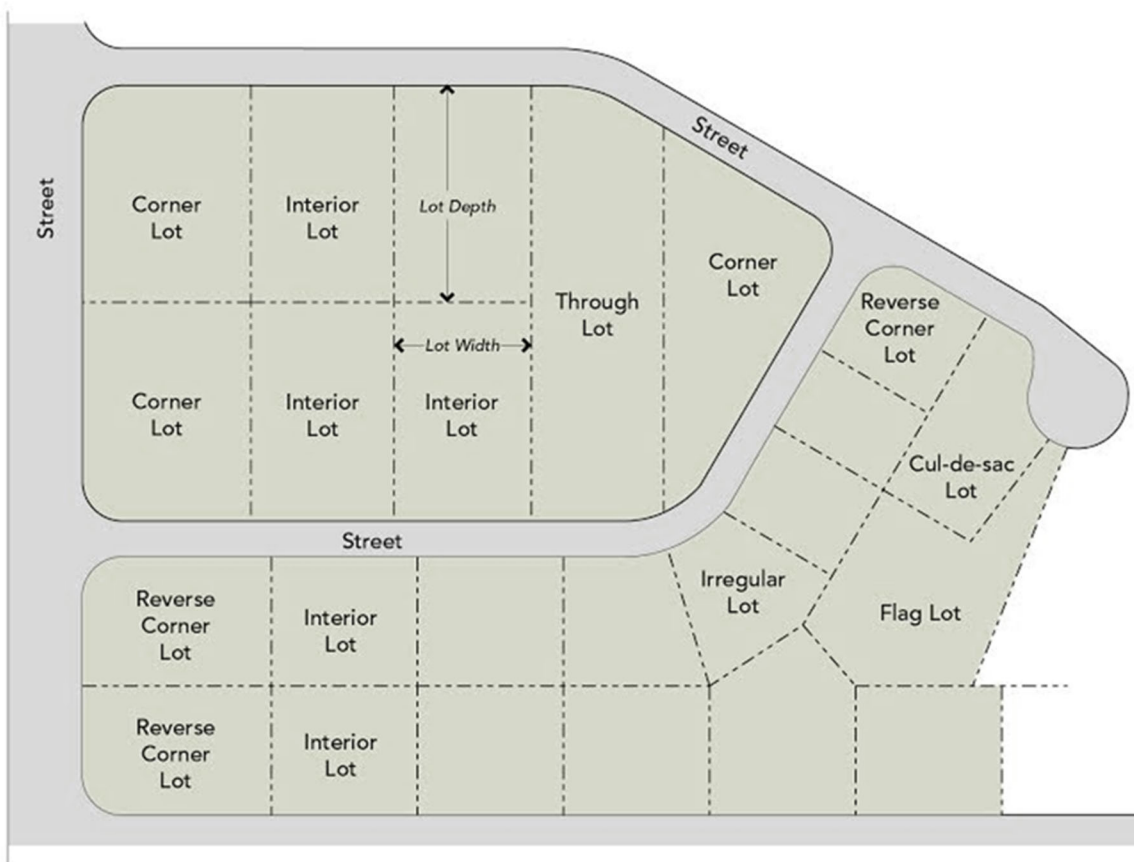 Street
Street
Corner
Lot
Interior
Lot
Lot Depth
Through
Lot
Corner
Lot
Lot Width
Corner
Lot
Interior
Lot
Interior
Lot
Reverse
Corner
Lot
Cul-de-sac
Lot
Street
Irregular
Lot
Flag Lot
Reverse
Corner
Lot
Interior
Lot
Reverse
Corner
Lot
Interior
Lot